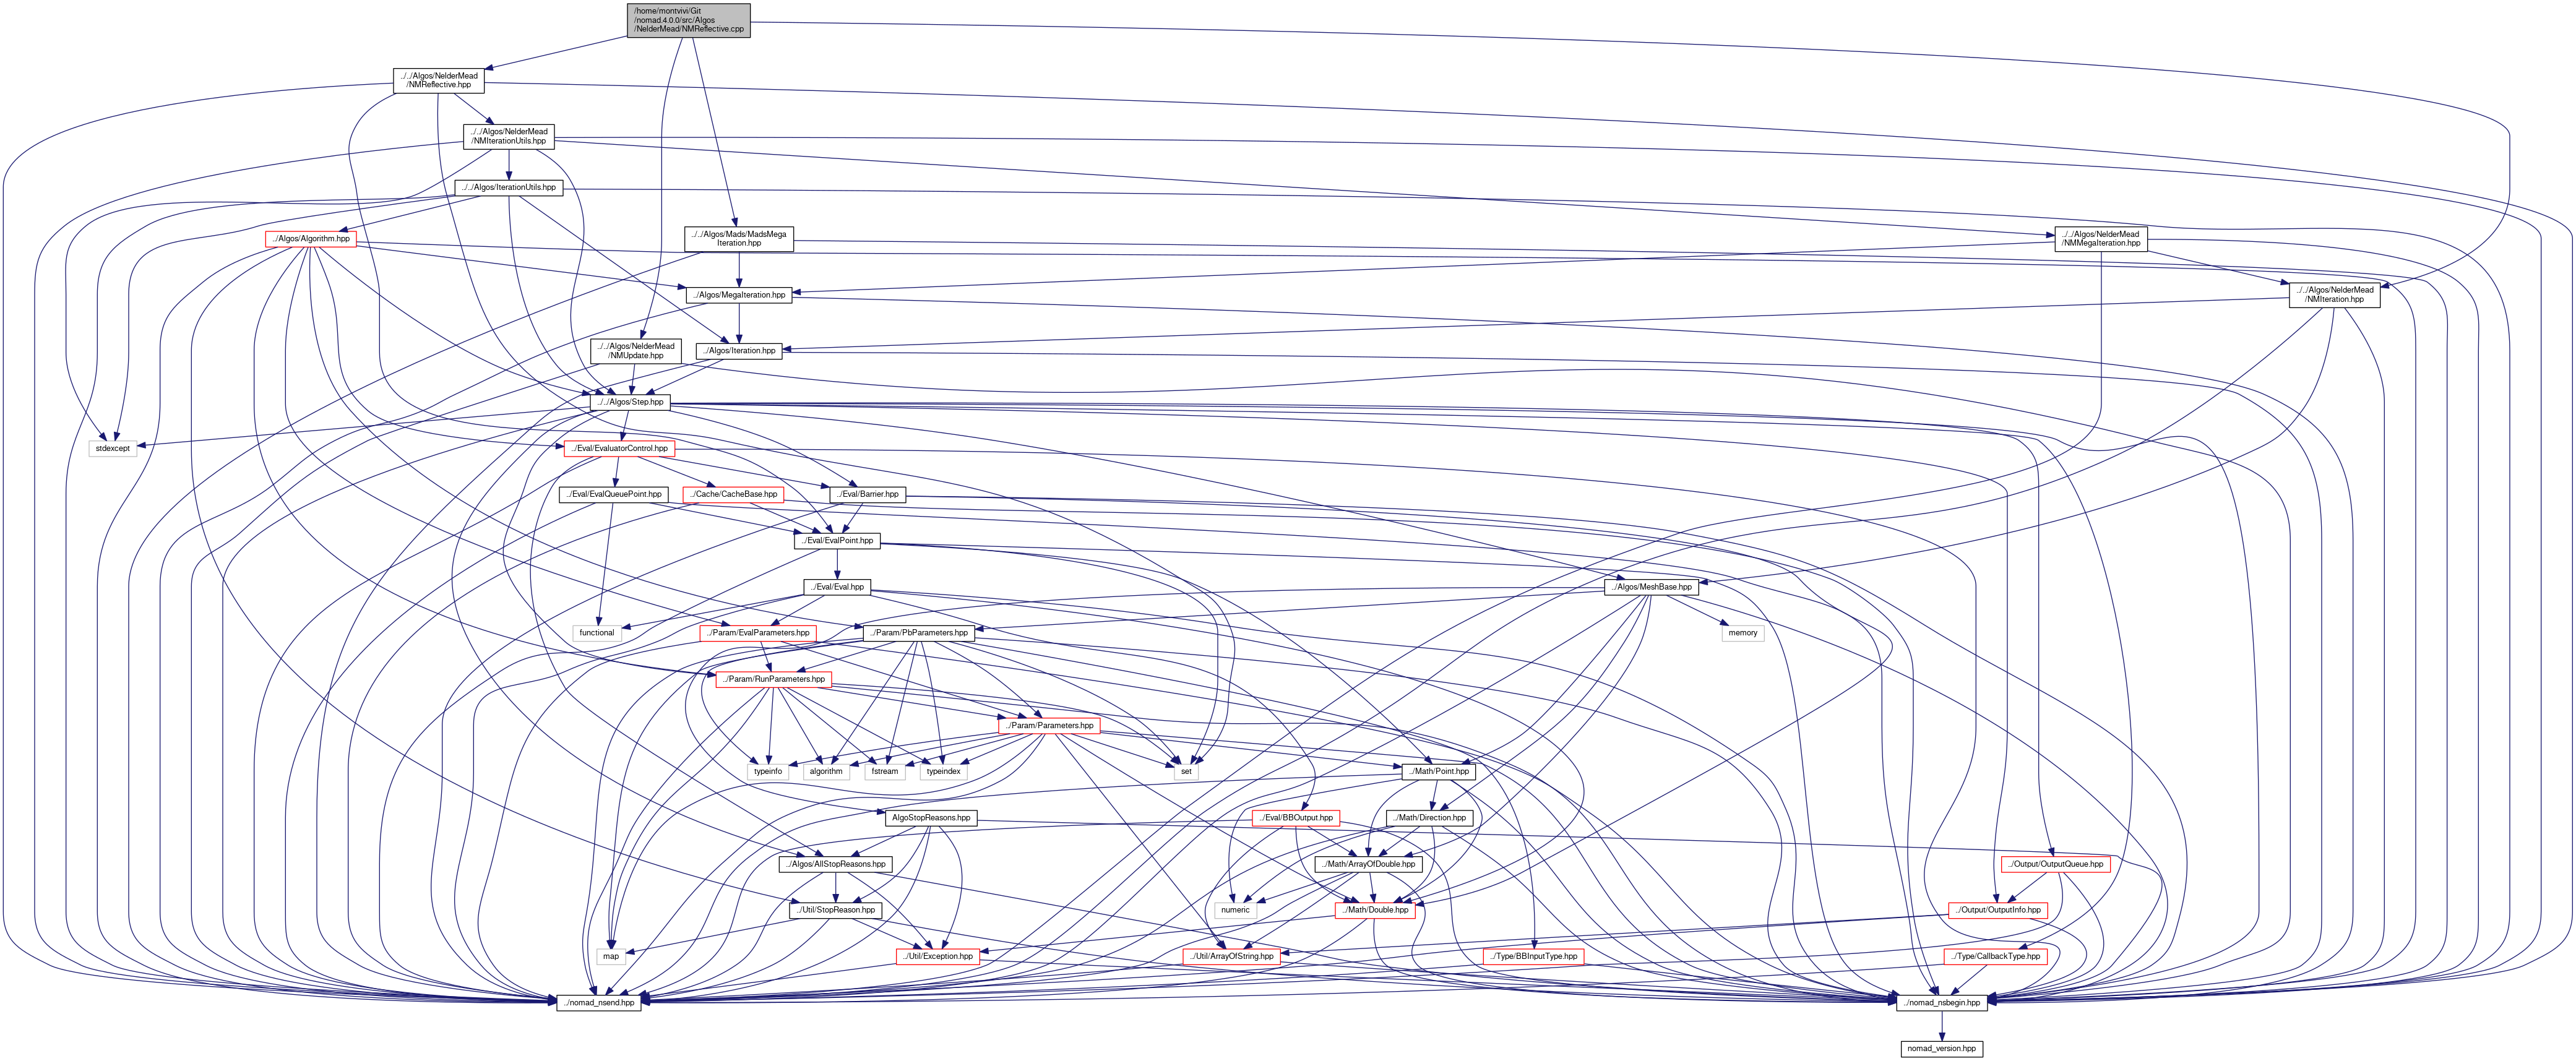 /home/montvivi/Git
/nomad.4.0.0/src/Algos
/NelderMead/NMReflective.cpp
../../Algos/NelderMead
/NMReflective.hpp
../../Algos/NelderMead
/NMIterationUtils.hpp
../../Algos/IterationUtils.hpp
../Algos/Algorithm.hpp
../../Algos/Mads/MadsMega
Iteration.hpp
../../Algos/NelderMead
/NMMegaIteration.hpp
../Algos/MegaIteration.hpp
../../Algos/NelderMead
/NMIteration.hpp
../../Algos/NelderMead
/NMUpdate.hpp
../Algos/Iteration.hpp
../../Algos/Step.hpp
stdexcept
../Eval/EvaluatorControl.hpp
../Eval/EvalQueuePoint.hpp
../Cache/CacheBase.hpp
../Eval/Barrier.hpp
../Eval/EvalPoint.hpp
../Eval/Eval.hpp
../Algos/MeshBase.hpp
functional
../Param/EvalParameters.hpp
../Param/PbParameters.hpp
memory
../Param/RunParameters.hpp
../Param/Parameters.hpp
typeinfo
algorithm
fstream
typeindex
set
../Math/Point.hpp
AlgoStopReasons.hpp
../Eval/BBOutput.hpp
../Math/Direction.hpp
../Algos/AllStopReasons.hpp
../Math/ArrayOfDouble.hpp
../Output/OutputQueue.hpp
../Util/StopReason.hpp
numeric
../Math/Double.hpp
../Output/OutputInfo.hpp
map
../Util/Exception.hpp
../Util/ArrayOfString.hpp
../Type/BBInputType.hpp
../Type/CallbackType.hpp
../nomad_nsend.hpp
../nomad_nsbegin.hpp
nomad_version.hpp